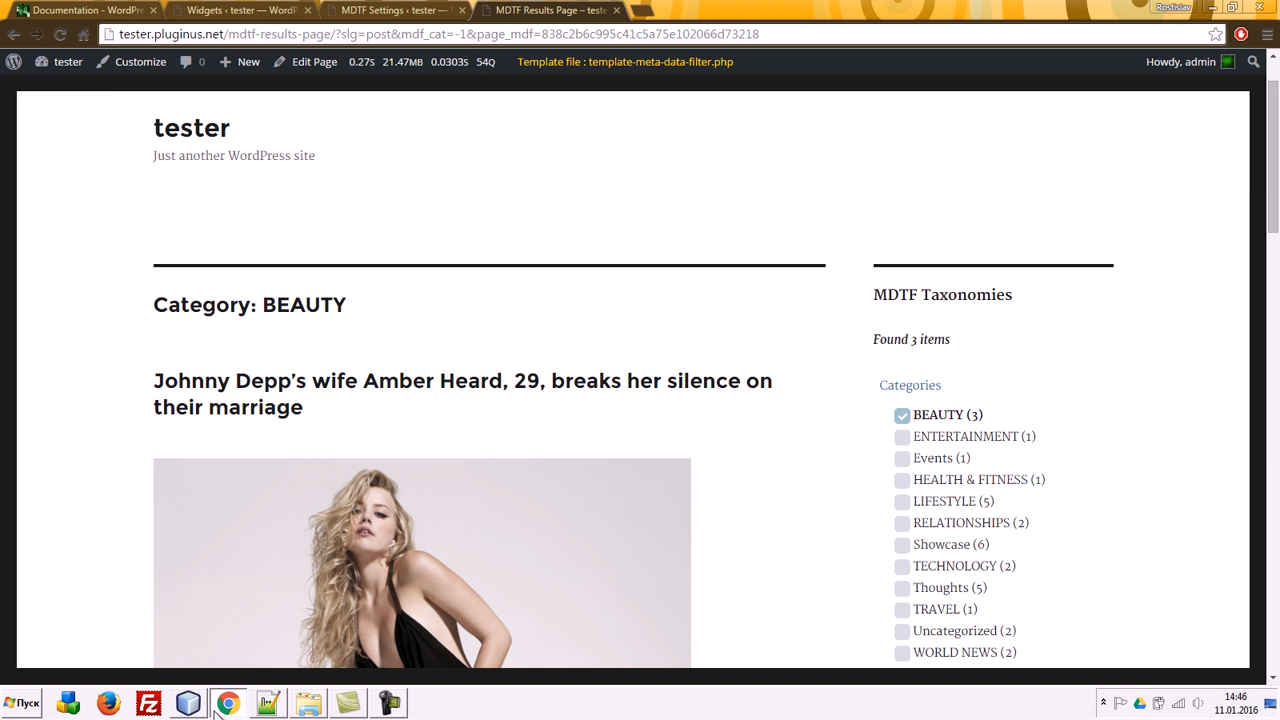 Documentation - WordPre
Widgets ‹ tester — WordP
MDTF Settings ‹ tester —
MDTF Results Page – teste
Rostislav
tester.pluginus.net/mdtf-results-page/?slg=post&mdf_cat=-1&page_mdf=838c2b6c995c41c5a75e102066d73218
tester
Customize
0
New
Edit Page
0.27S 21.47MB 0.0303S 54Q
Template file : template-meta-data-filter.php
Howdy, admin
tester
Just another WordPress site
Category: BEAUTY
Johnny Depp’s wife Amber Heard, 29, breaks her silence on
their marriage
MDTF Taxonomies
Found 3 items
Categories
BEAUTY (3)
ENTERTAINMENT (1)
Events (1)
HEALTH & FITNESS (1)
LIFESTYLE (5)
RELATIONSHIPS (2)
Showcase (6)
TECHNOLOGY (2)
Thoughts (5)
TRAVEL (1)
Uncategorized (2)
WORLD NEWS (2)
Пуск
14:46
11.01.2016